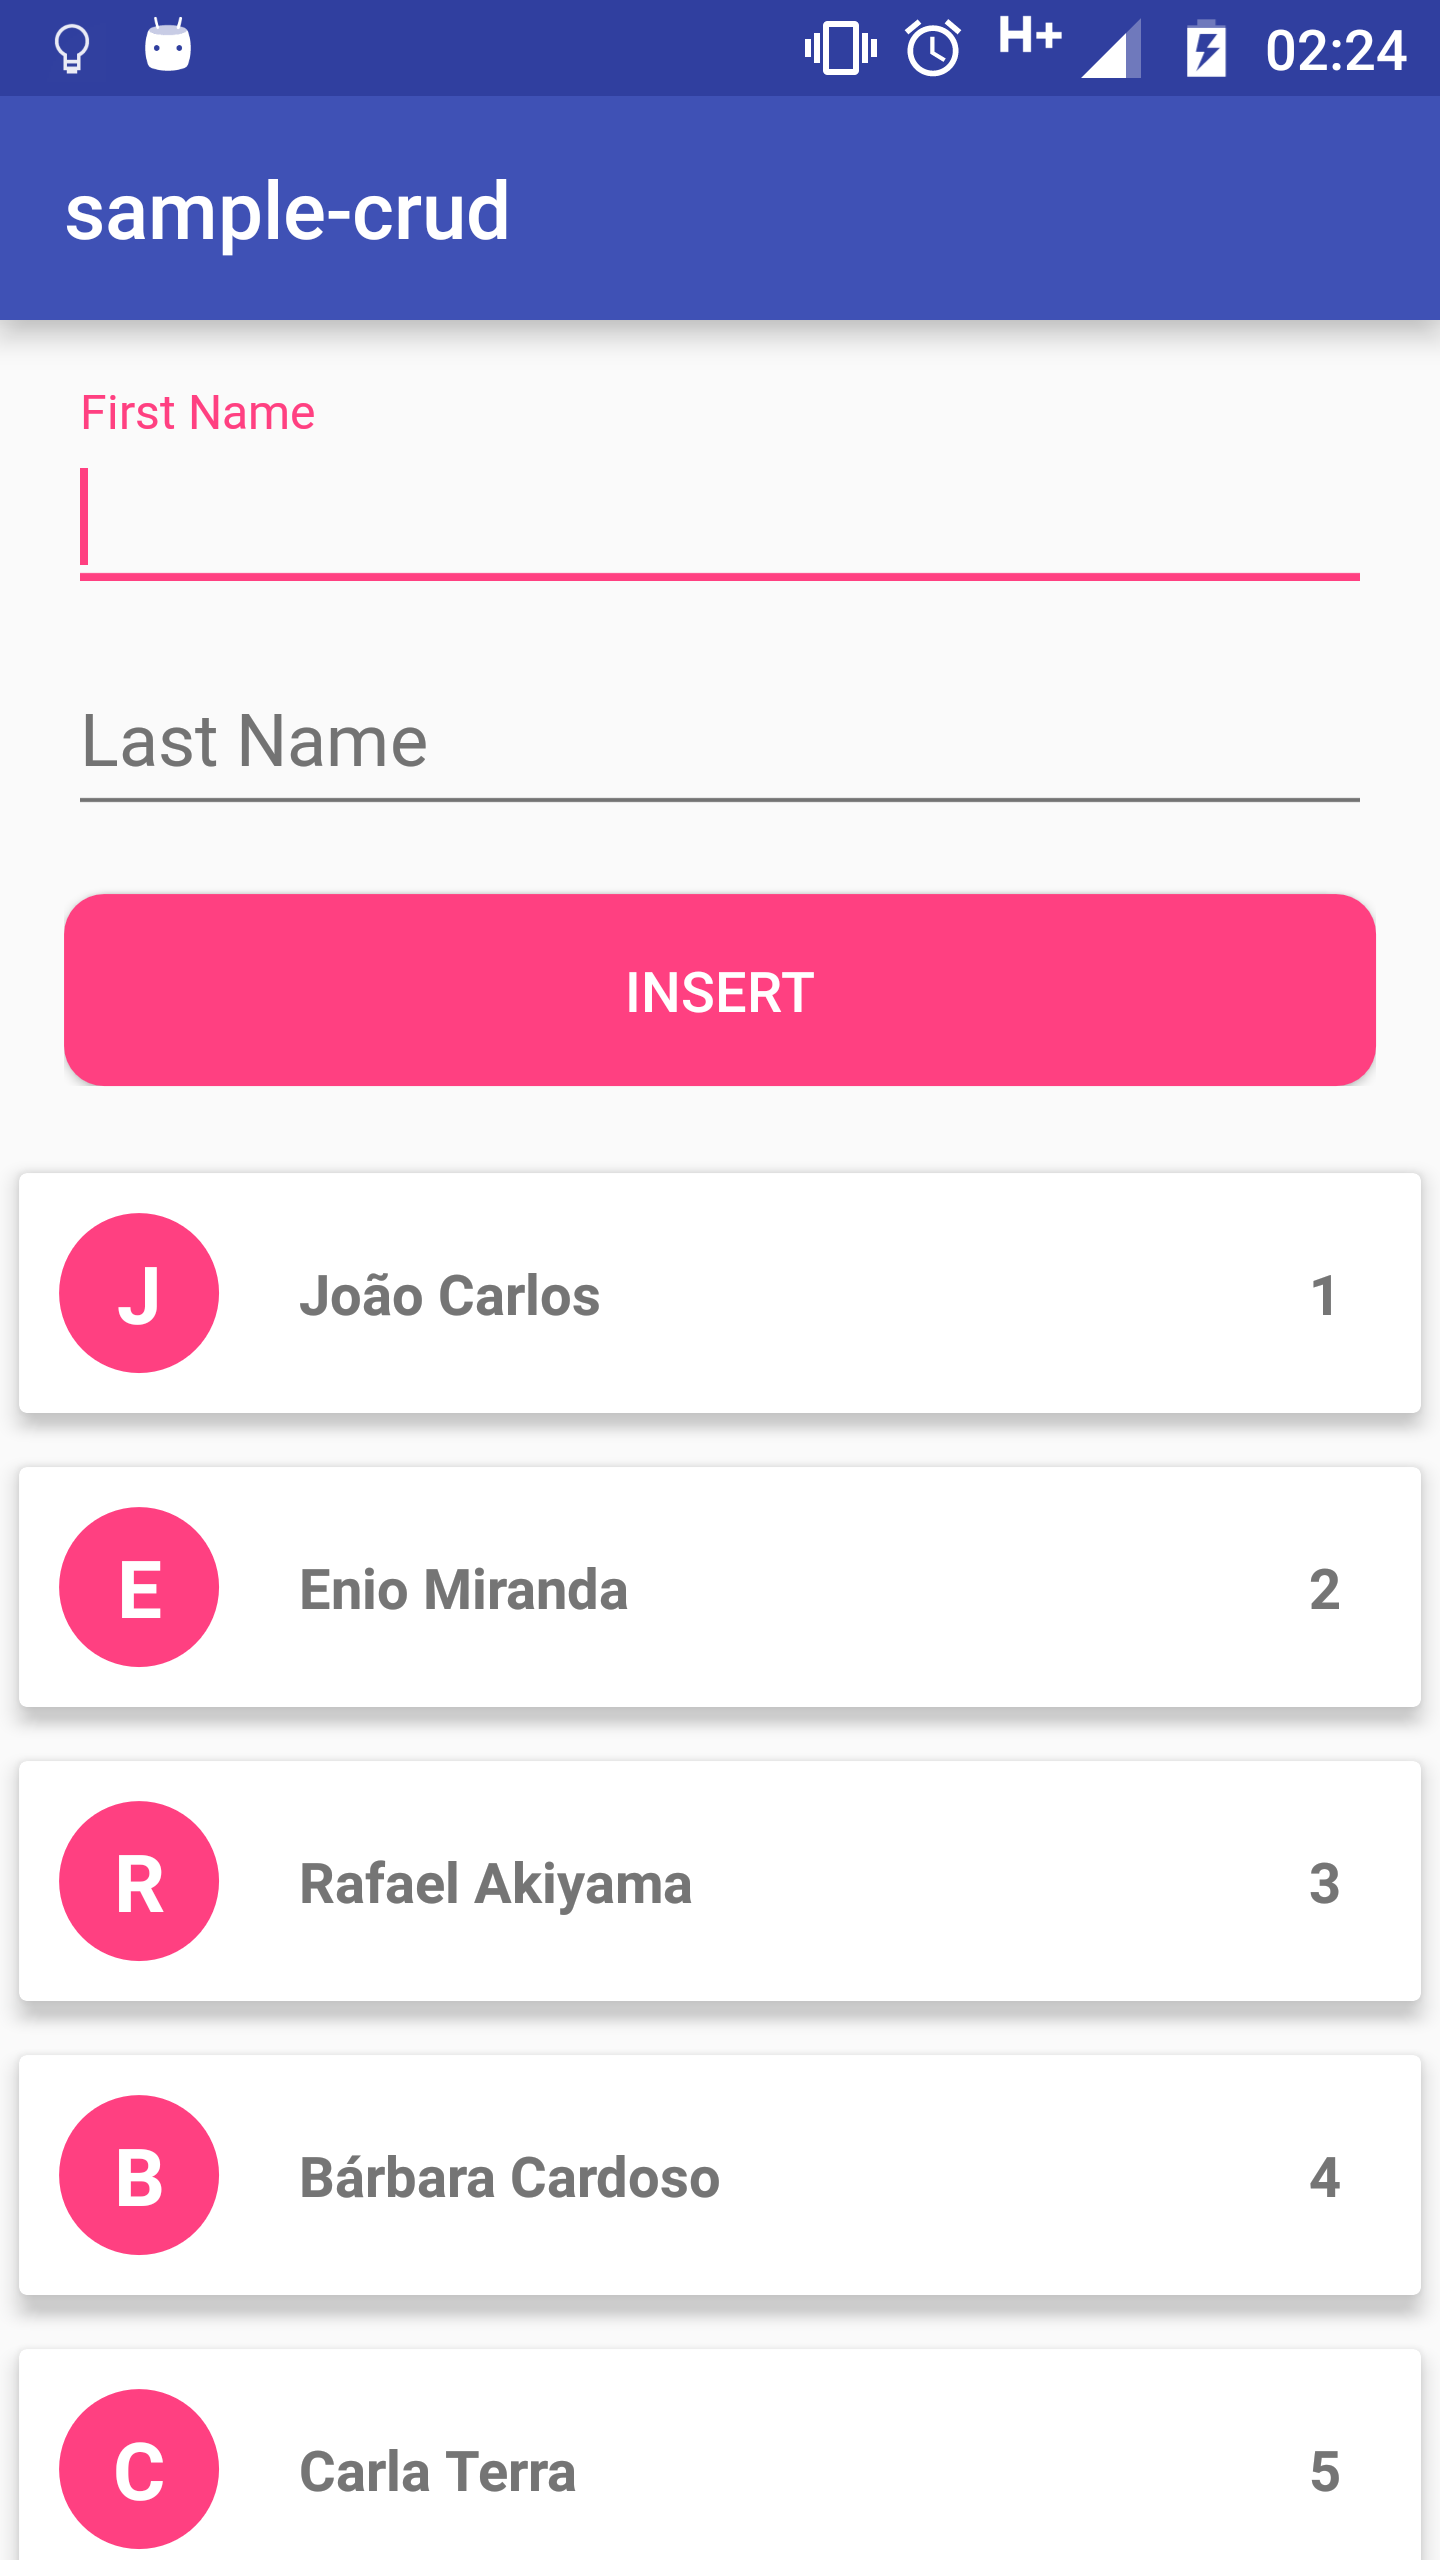 H+ 02:24
sample-crud
First Name
Last Name
INSERT
J João Carlos 1
E Enio Miranda 2
R Rafael Akiyama 3
B Bárbara Cardoso 4
C Carla Terra 5